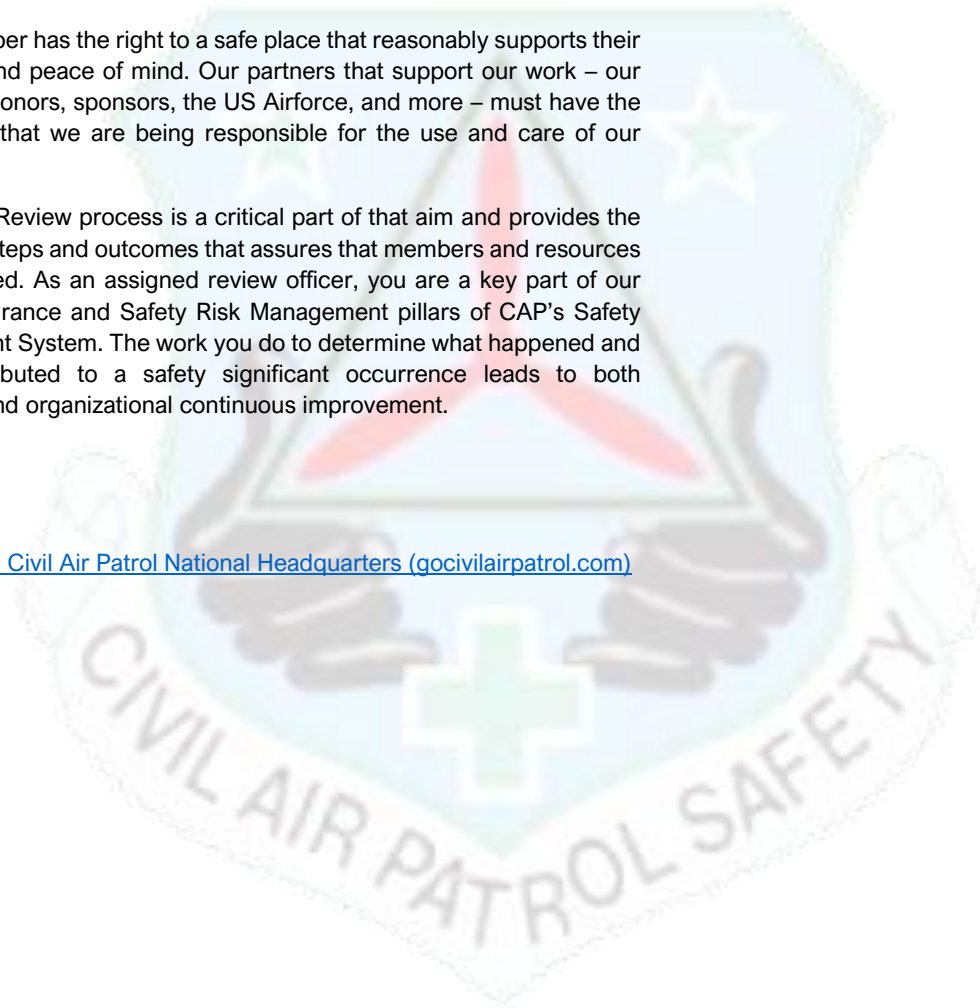 ber has the right to a safe place that reasonably supports their
nd peace of mind. Our partners that support our work – our
onors, sponsors, the US Airforce, and more – must have the
that we are being responsible for the use and care of our
Review process is a critical part of that aim and provides the
teps and outcomes that assures that members and resources
ed. As an assigned review officer, you are a key part of our
rance and Safety Risk Management pillars of CAP's Safety
nt System. The work you do to determine what happened and
buted to a safety significant occurrence leads to both
nd organizational continuous improvement.
Civil Air Patrol National Headquarters (gocivilairpatrol.com)
CIVIL AIR PATROL SAFETY